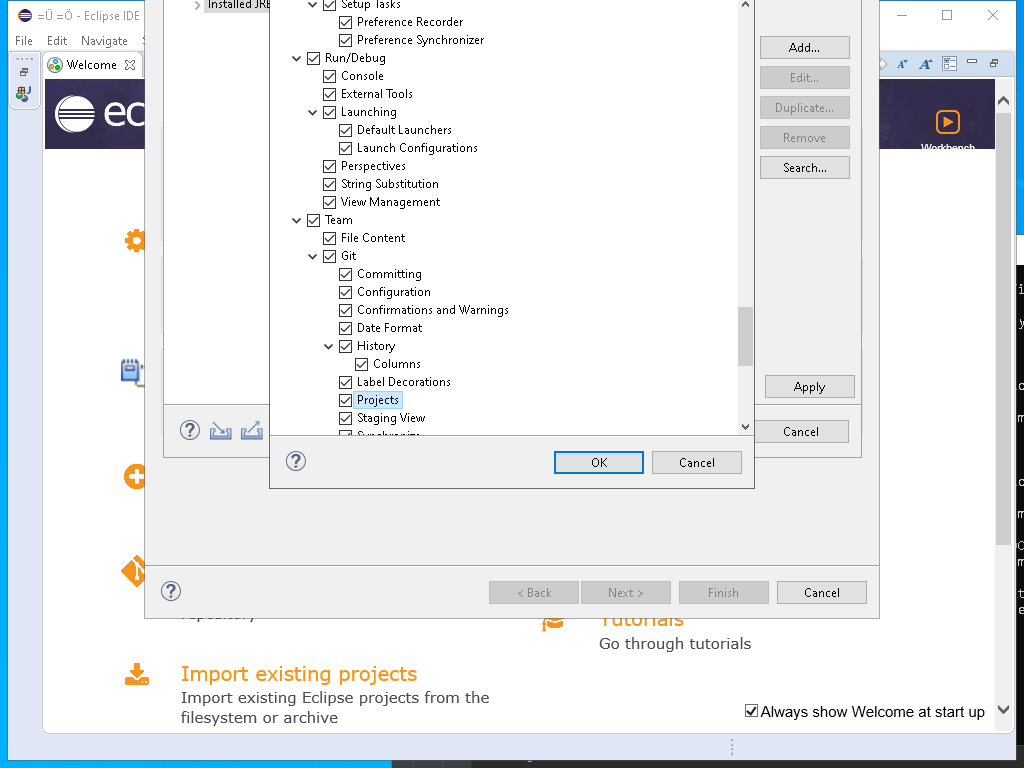 =Ü =Ö - Eclipse IDE
File Edit Navigate
Welcome
Installed JRE
Setup Tasks
Preference Recorder
Preference Synchronizer
Run/Debug
Console
External Tools
Launching
Default Launchers
Launch Configurations
Perspectives
String Substitution
View Management
Team
File Content
Git
Committing
Configuration
Confirmations and Warnings
Date Format
History
Columns
Label Decorations
Projects
Staging View
Synchronize
Add...
Edit...
Duplicate...
Remove
Search...
Apply
Cancel
OK
Cancel
Workbench
< Back
Next >
Finish
Cancel
repository
Tutorials
Go through tutorials
Import existing projects
Import existing Eclipse projects from the
filesystem or archive
Always show Welcome at start up